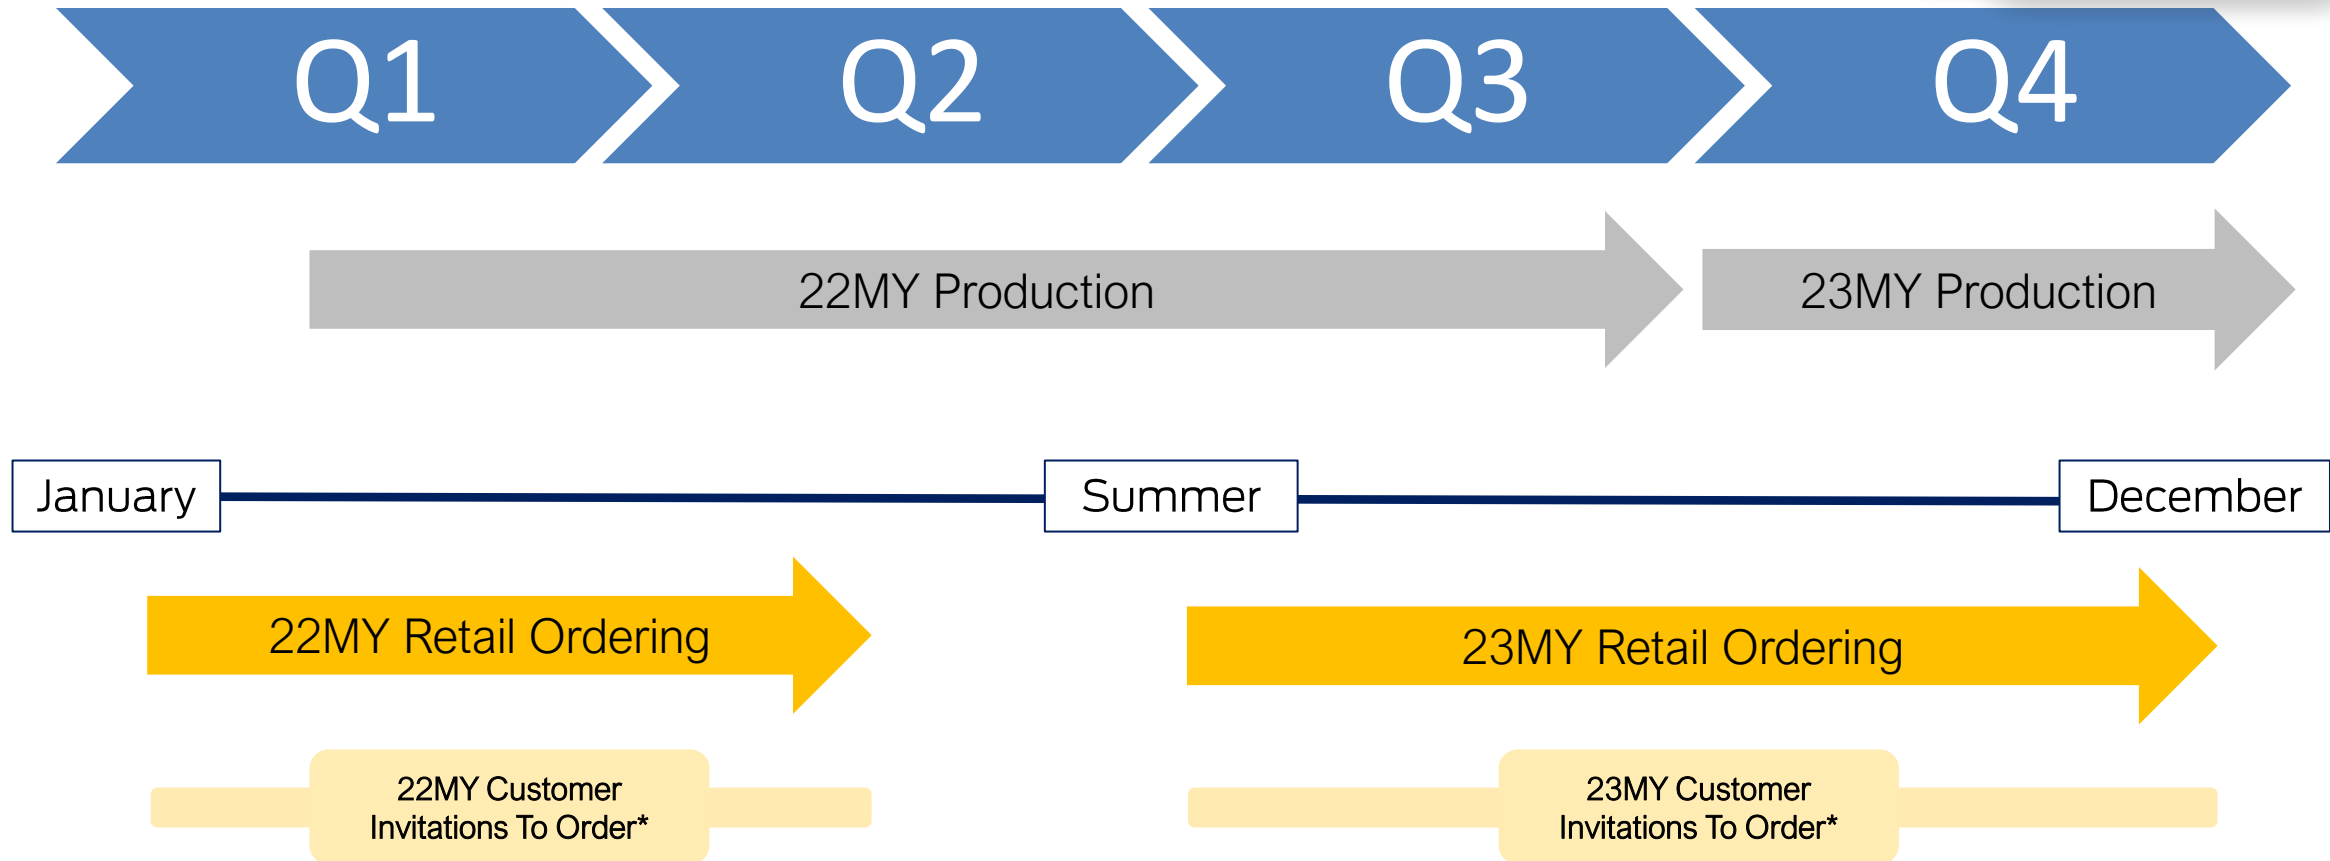 Q1
Q2
Q3
Q4
22MY Production
23MY Production
January
Summer
December
22MY Retail Ordering
23MY Retail Ordering
22MY Customer
Invitations To Order*
23MY Customer
Invitations To Order*